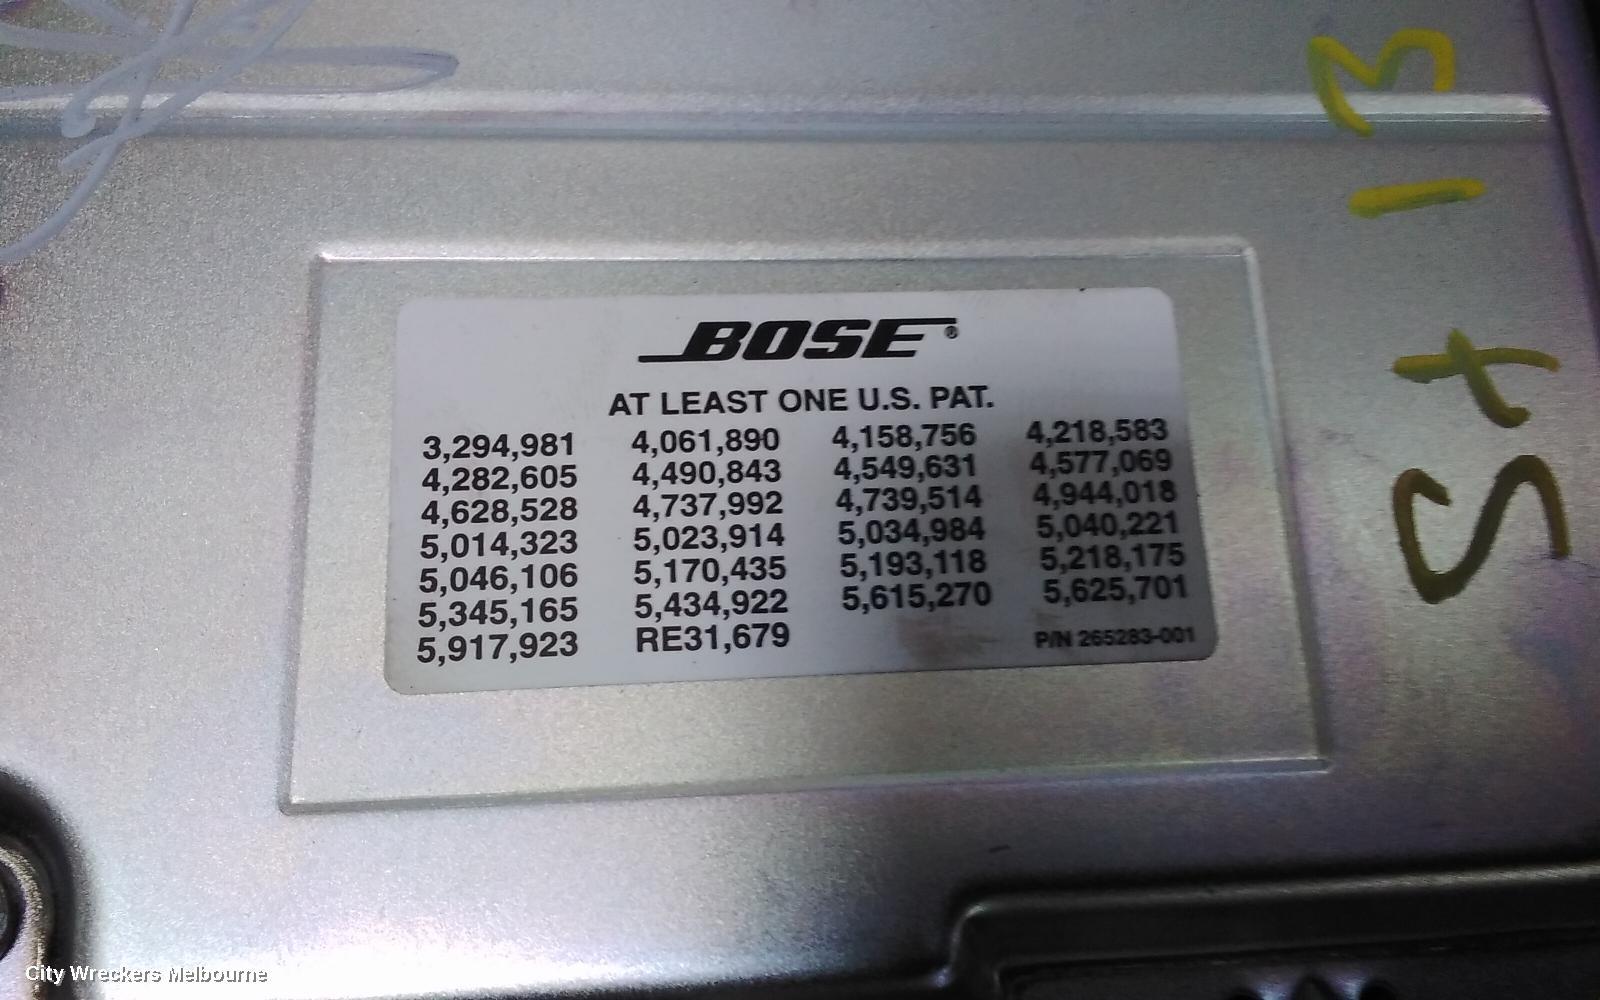 BOSE®
AT LEAST ONE U.S. PAT.
3,294,981 4,061,890 4,158,756 4,218,583
4,282,605 4,490,843 4,549,631 4,577,069
4,628,528 4,737,992 4,739,514 4,944,018
5,014,323 5,023,914 5,034,984 5,040,221
5,046,106 5,170,435 5,193,118 5,218,175
5,345,165 5,434,922 5,615,270 5,625,701
5,917,923 RE31,679 P/N 265283-001
St 13
City Wreckers Melbourne